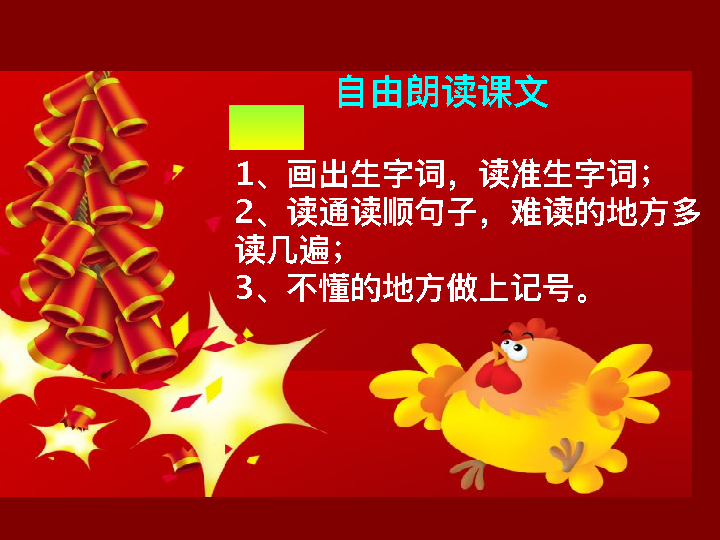 自由朗读课文
1、画出生字词，读准生字词；
2、读通读顺句子，难读的地方多
读几遍；
3、不懂的地方做上记号。